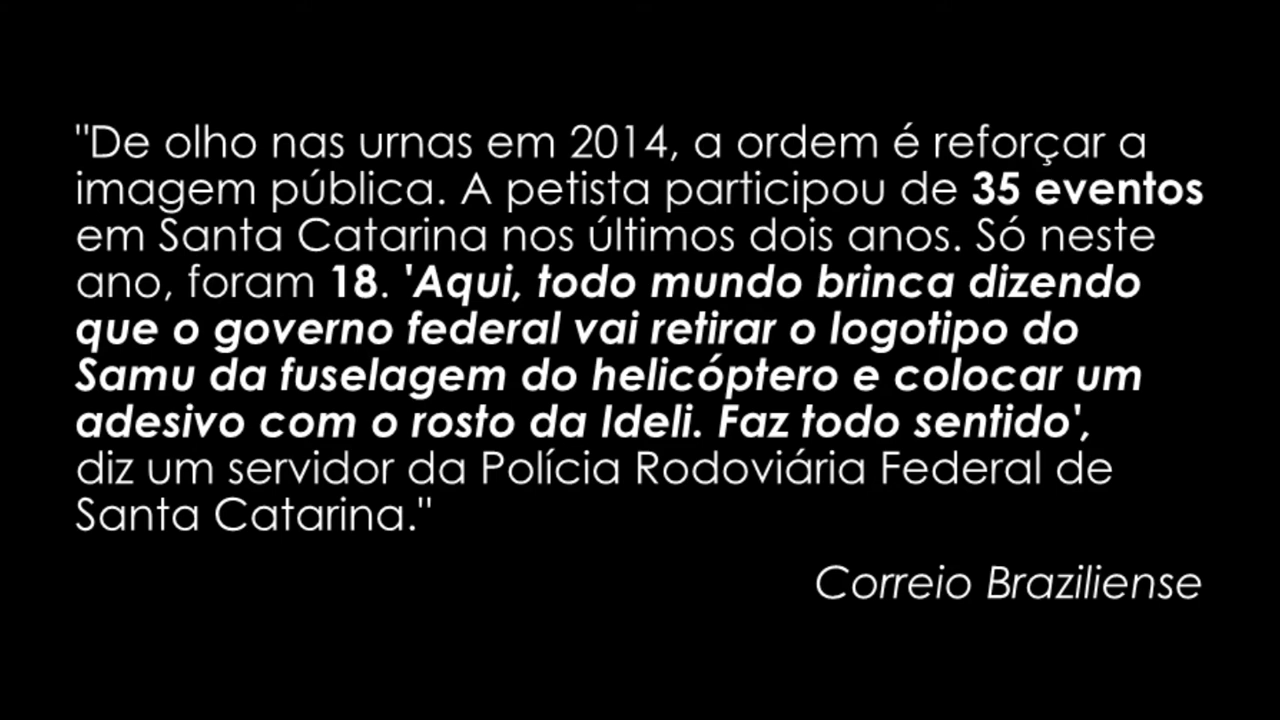 "De olho nas urnas em 2014, a ordem é reforçar a
imagem pública. A petista participou de 35 eventos
em Santa Catarina nos últimos dois anos. Só neste
ano, foram 18. 'Aqui, todo mundo brinca dizendo
que o governo federal vai retirar o logotipo do
Samu da fuselagem do helicóptero e colocar um
adesivo com o rosto da Ideli. Faz todo sentido',
diz um servidor da Polícia Rodoviária Federal de
Santa Catarina."
Correio Braziliense